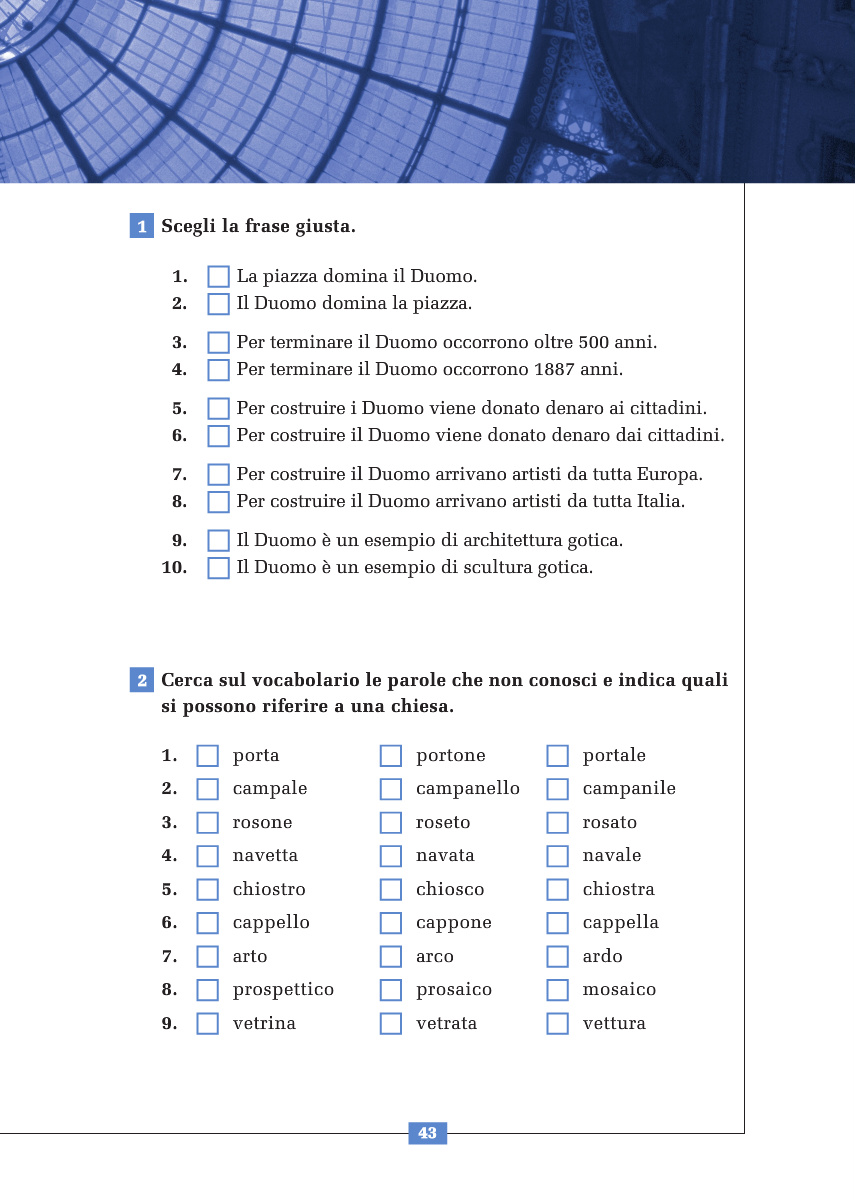 1 Scegli la frase giusta.
1. La piazza domina il Duomo.
2. Il Duomo domina la piazza.
3. Per terminare il Duomo occorrono oltre 500 anni.
4. Per terminare il Duomo occorrono 1887 anni.
5. Per costruire i Duomo viene donato denaro ai cittadini.
6. Per costruire il Duomo viene donato denaro dai cittadini.
7. Per costruire il Duomo arrivano artisti da tutta Europa.
8. Per costruire il Duomo arrivano artisti da tutta Italia.
9. Il Duomo è un esempio di architettura gotica.
10. Il Duomo è un esempio di scultura gotica.
2 Cerca sul vocabolario le parole che non conosci e indica quali
si possono riferire a una chiesa.
1. porta portone portale
2. campale campanello campanile
3. rosone roseto rosato
4. navetta navata navale
5. chiostro chiosco chiostra
6. cappello cappone cappella
7. arto arco ardo
8. prospettico prosaico mosaico
9. vetrina vetrata vettura
43